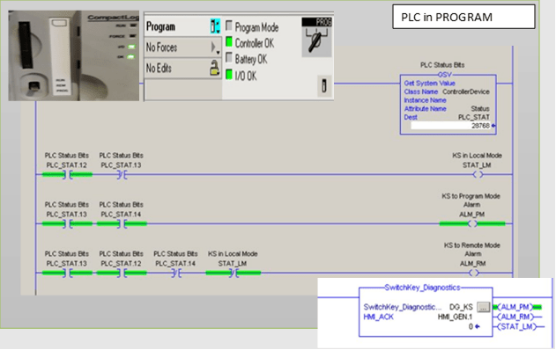 CompactLog
RUN
FORCE
I/O
OK
Program
No Forces
No Edits
Program Mode
Controller OK
Battery OK
I/O OK
PROG
PLC in PROGRAM
PLC Status Bits
GSV
Get System Value
Class Name ControllerDevice
Instance Name
Attribute Name Status
Dest PLC_STAT
28768
PLC Status Bits PLC Status Bits KS in Local Mode
PLC_STAT.12 PLC_STAT.13 STAT_LM
KS to Program Mode
PLC Status Bits PLC Status Bits Alarm
PLC_STAT.13 PLC_STAT.14 ALM_PM
KS to Remote Mode
PLC Status Bits PLC Status Bits PLC Status Bits KS in Local Mode Alarm
PLC_STAT.13 PLC_STAT.12 PLC_STAT.14 STAT_LM ALM_RM
SwitchKey_Diagnostics
SwitchKey_Diagnostic... DG_KS ... ALM_PM
HMI_ACK HMI_GEN.1 ALM_RM
0 STAT_LM